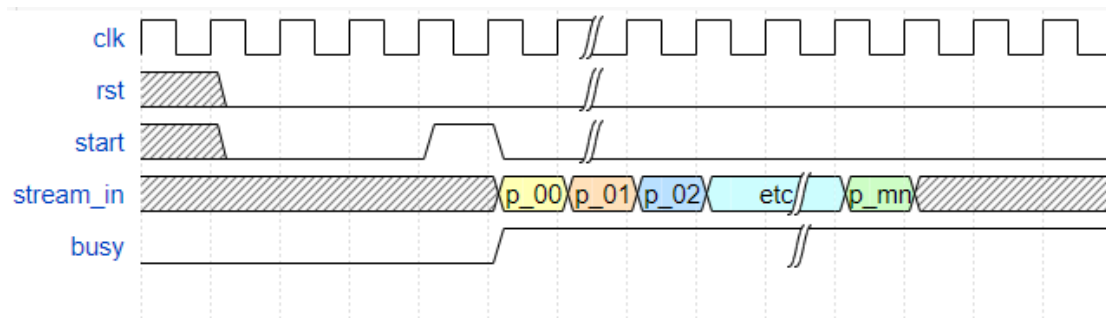 clk
rst
start
stream_in p_00 p_01 p_02 etc p_mn
busy